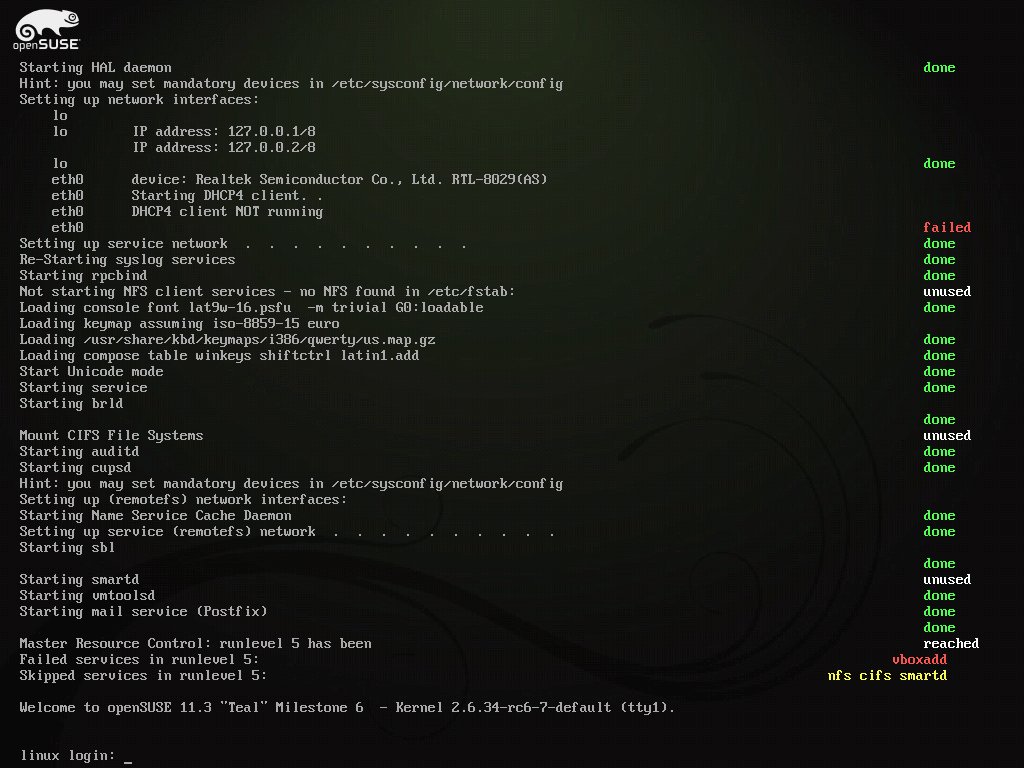 openSUSE
Starting HAL daemon done
Hint: you may set mandatory devices in /etc/sysconfig/network/config
Setting up network interfaces:
lo
lo IP address: 127.0.0.1/8
IP address: 127.0.0.2/8
lo done
eth0 device: Realtek Semiconductor Co., Ltd. RTL-8029(AS)
eth0 Starting DHCP4 client. .
eth0 DHCP4 client NOT running
eth0 failed
Setting up service network . . . . . . . . . . done
Re-Starting syslog services done
Starting rpcbind done
Not starting NFS client services - no NFS found in /etc/fstab: unused
Loading console font lat9w-16.psfu -m trivial G0:loadable done
Loading keymap assuming iso-8859-15 euro
Loading /usr/share/kbd/keymaps/i386/qwerty/us.map.gz done
Loading compose table winkeys shiftctrl latin1.add done
Start Unicode mode done
Starting service done
Starting brld
done
Mount CIFS File Systems unused
Starting auditd done
Starting cupsd done
Hint: you may set mandatory devices in /etc/sysconfig/network/config
Setting up (remotefs) network interfaces:
Starting Name Service Cache Daemon done
Setting up service (remotefs) network . . . . . . . . . . done
Starting sbl
done
Starting smartd unused
Starting vmtoolsd done
Starting mail service (Postfix) done
done
Master Resource Control: runlevel 5 has been reached
Failed services in runlevel 5: vboxadd
Skipped services in runlevel 5: nfs cifs smartd
Welcome to openSUSE 11.3 "Teal" Milestone 6 - Kernel 2.6.34-rc6-7-default (tty1).
linux login: _